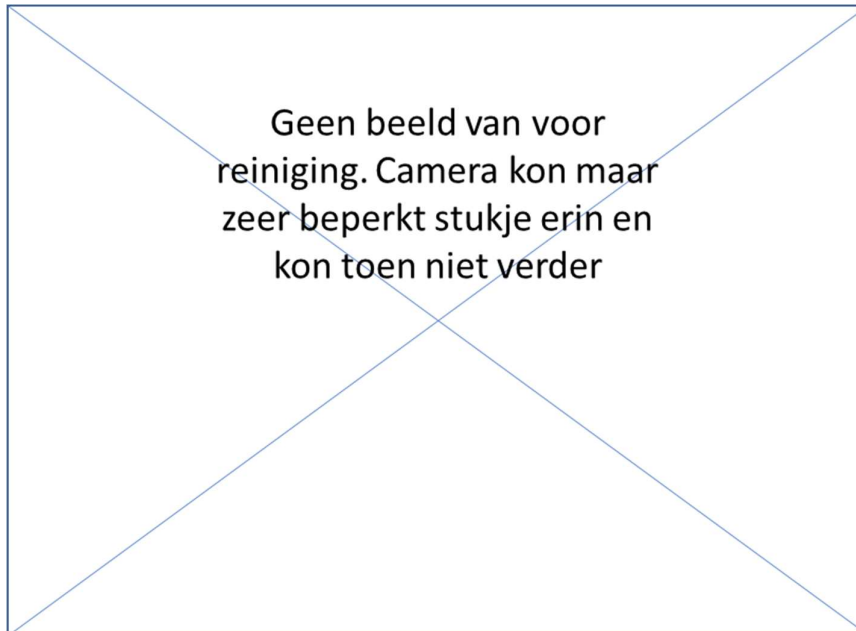 Geen beeld van voor
reiniging. Camera kon maar
zeer beperkt stukje erin en
kon toen niet verder